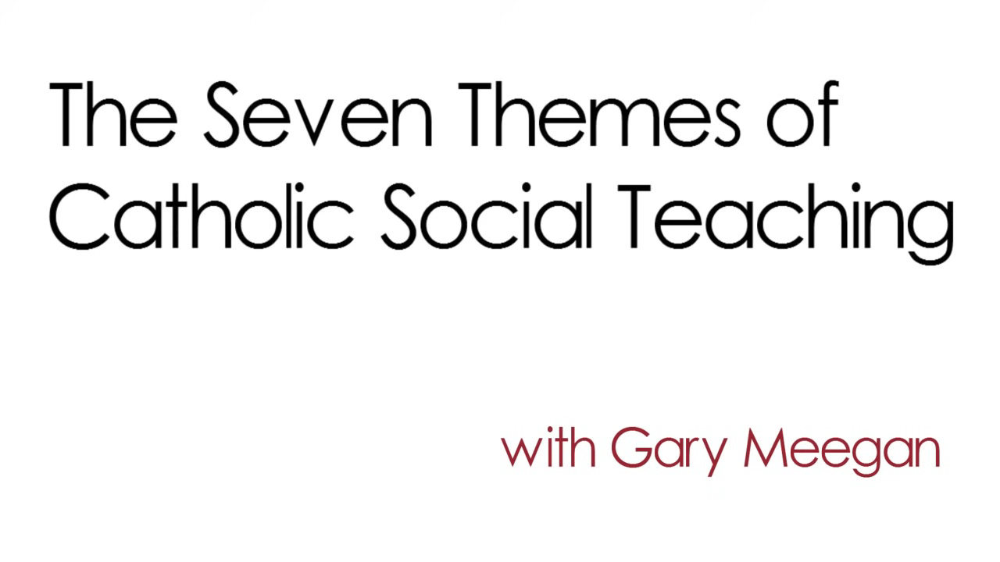 The Seven Themes of
Catholic Social Teaching
with Gary Meegan